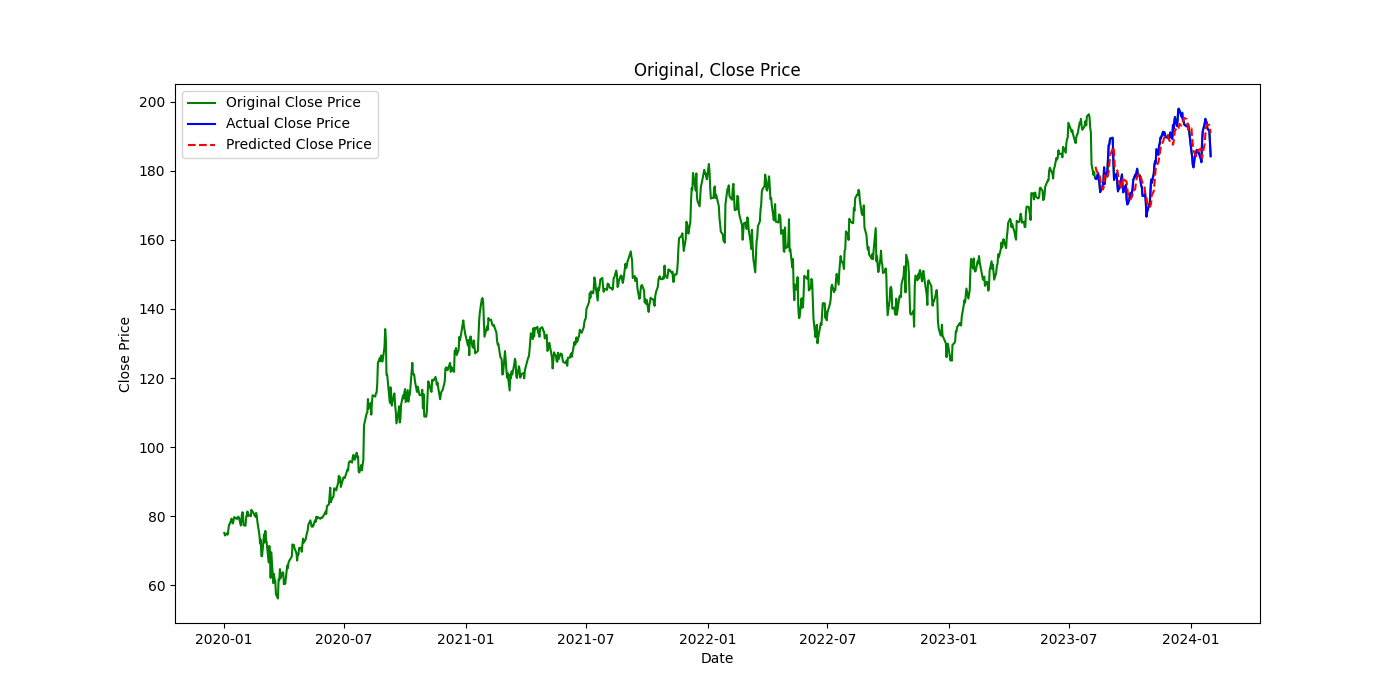 Original, Close Price
Original Close Price
Actual Close Price
Predicted Close Price
Close Price
200
180
160
140
120
100
80
60
2020-01
2020-07
2021-01
2021-07
2022-01
2022-07
2023-01
2023-07
2024-01
Date